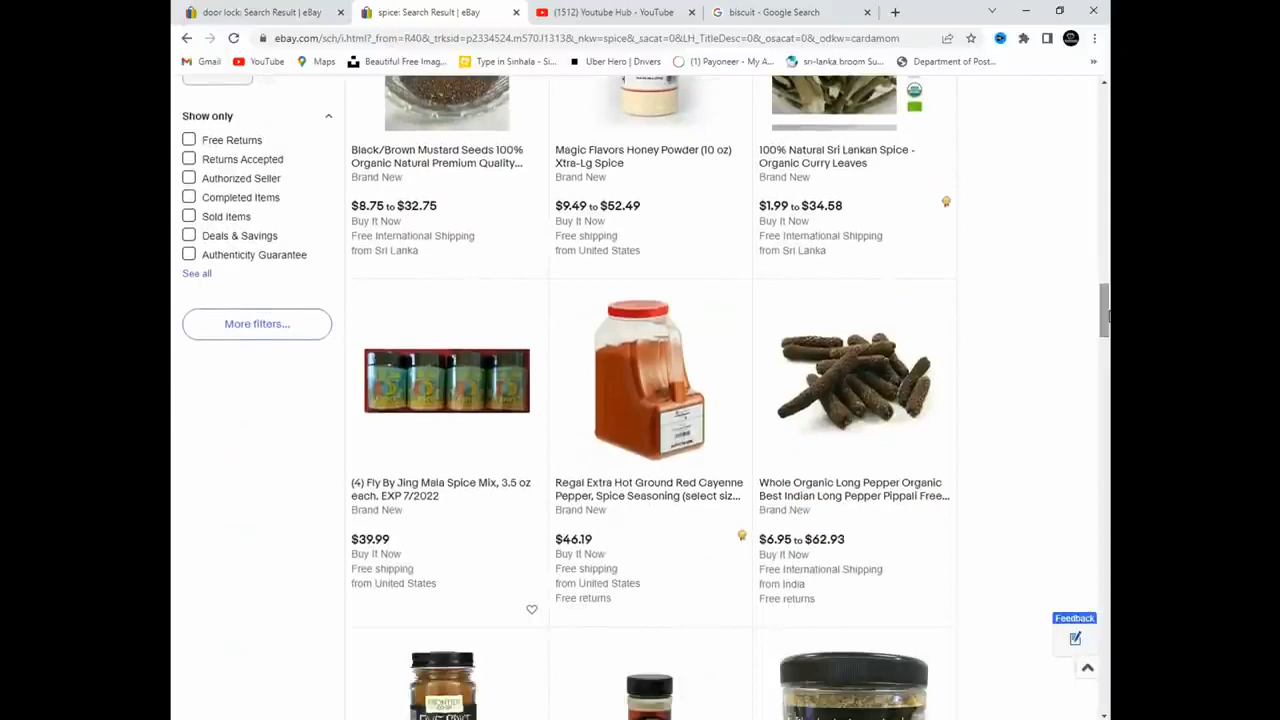 door lock: Search Result | eBay
spice: Search Result | eBay
(1512) Youtube Hub - YouTube
biscuit - Google Search
ebay.com/sch/i.html?_from=R40&_trksid=p2334524.m570.l1313&_nkw=spice&_sacat=0&LH_TitleDesc=0&_osacat=0&_odkw=cardamom
Gmail
YouTube
Maps
Beautiful Free Imag...
Type in Sinhala - Si...
Uber Hero | Drivers
(1) Payoneer - My A...
sri-lanka.broom Su...
Department of Post...
Show only
Free Returns
Returns Accepted
Authorized Seller
Completed Items
Sold Items
Deals & Savings
Authenticity Guarantee
See all
More filters...
Black/Brown Mustard Seeds 100%
Organic Natural Premium Quality...
Brand New
$8.75 to $32.75
Buy It Now
Free International Shipping
from Sri Lanka
Magic Flavors Honey Powder (10 oz)
Xtra-Lg Spice
Brand New
$9.49 to $52.49
Buy It Now
Free shipping
from United States
100% Natural Sri Lankan Spice -
Organic Curry Leaves
Brand New
$1.99 to $34.58
Buy It Now
Free International Shipping
from Sri Lanka
(4) Fly By Jing Mala Spice Mix, 3.5 oz
each. EXP 7/2022
Brand New
$39.99
Buy It Now
Free shipping
from United States
Regal Extra Hot Ground Red Cayenne
Pepper, Spice Seasoning (select siz...
Brand New
$46.19
Buy It Now
Free shipping
from United States
Free returns
Whole Organic Long Pepper Organic
Best Indian Long Pepper Pippali Free...
Brand New
$6.95 to $62.93
Buy It Now
Free International Shipping
from India
Free returns
Feedback
FRONTIER
CO-OP
FIVE SPICE